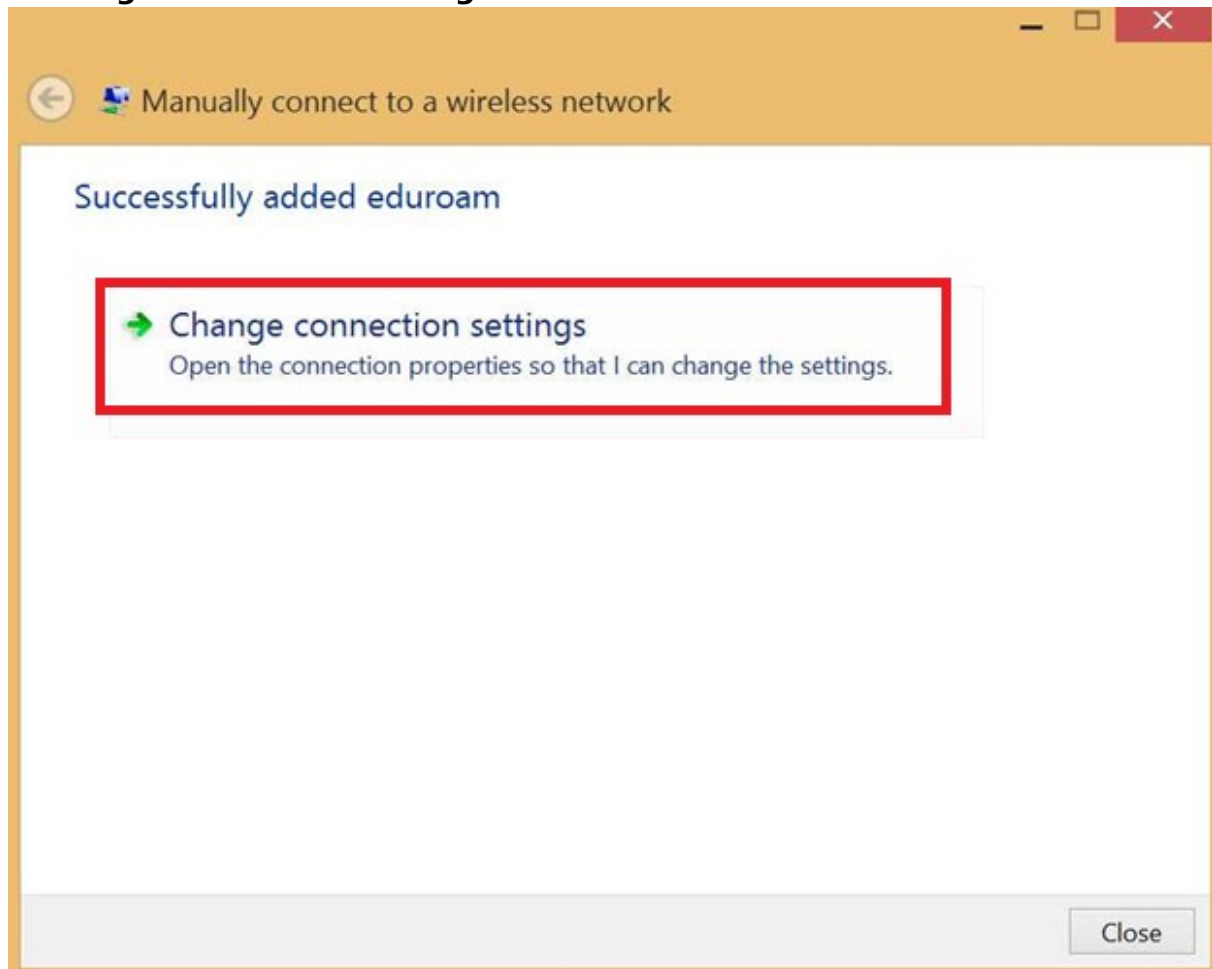 Manually connect to a wireless network
Successfully added eduroam
Change connection settings
Open the connection properties so that I can change the settings.
Close